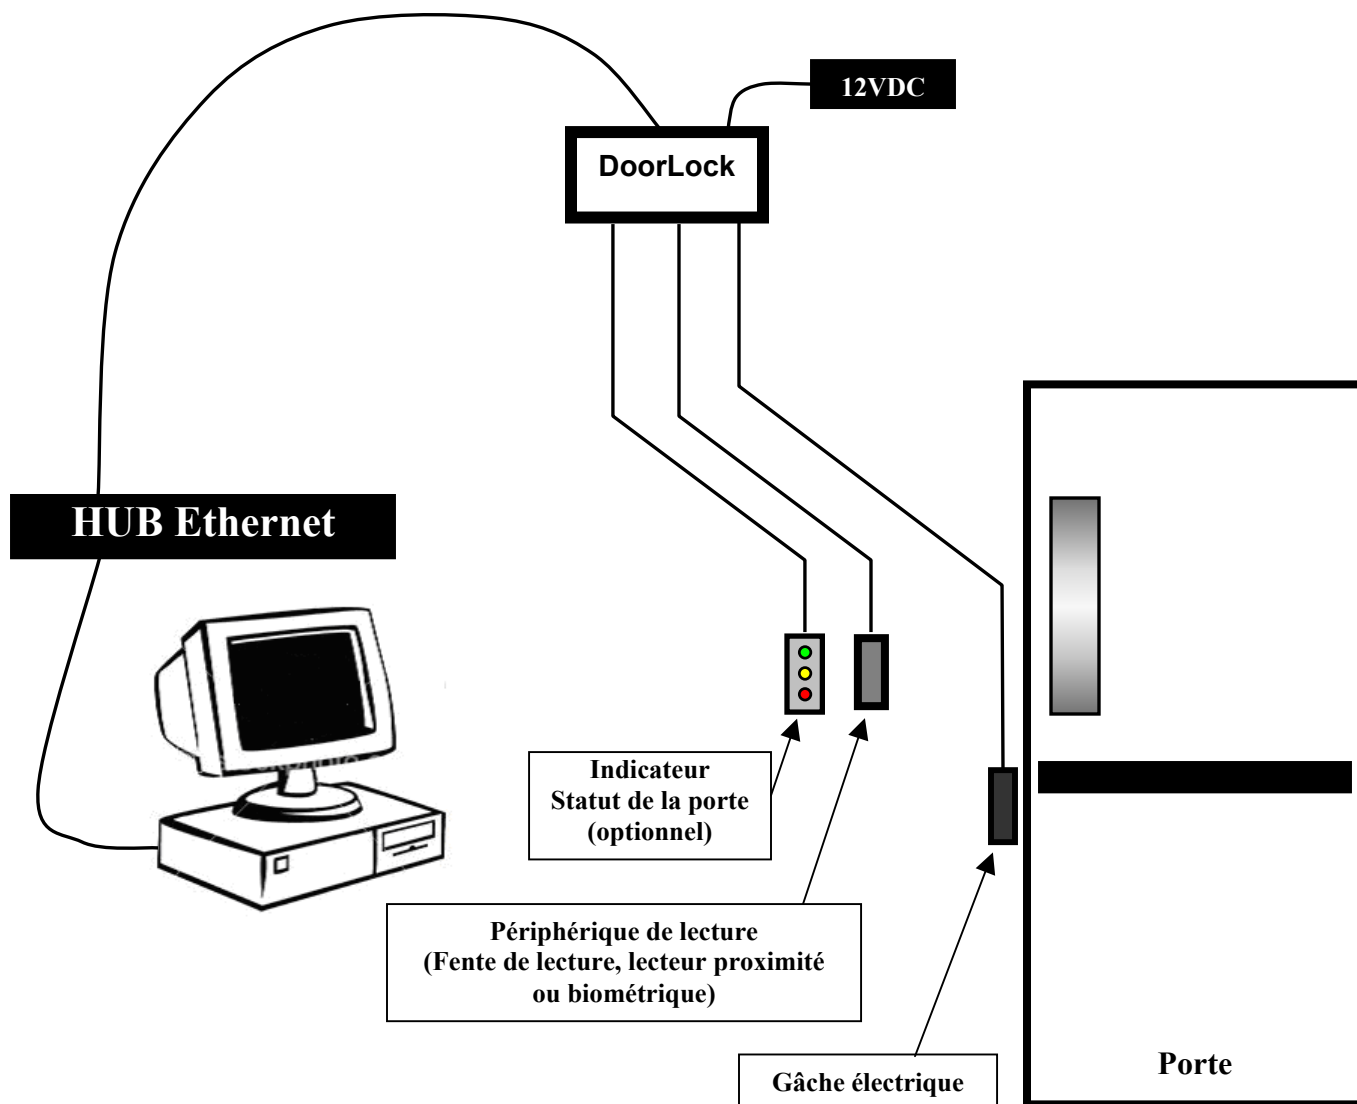 12VDC
DoorLock
HUB Ethernet
Indicateur
Statut de la porte
(optionnel)
Périphérique de lecture
(Fente de lecture, lecteur proximité
ou biométrique)
Gâche électrique
Porte